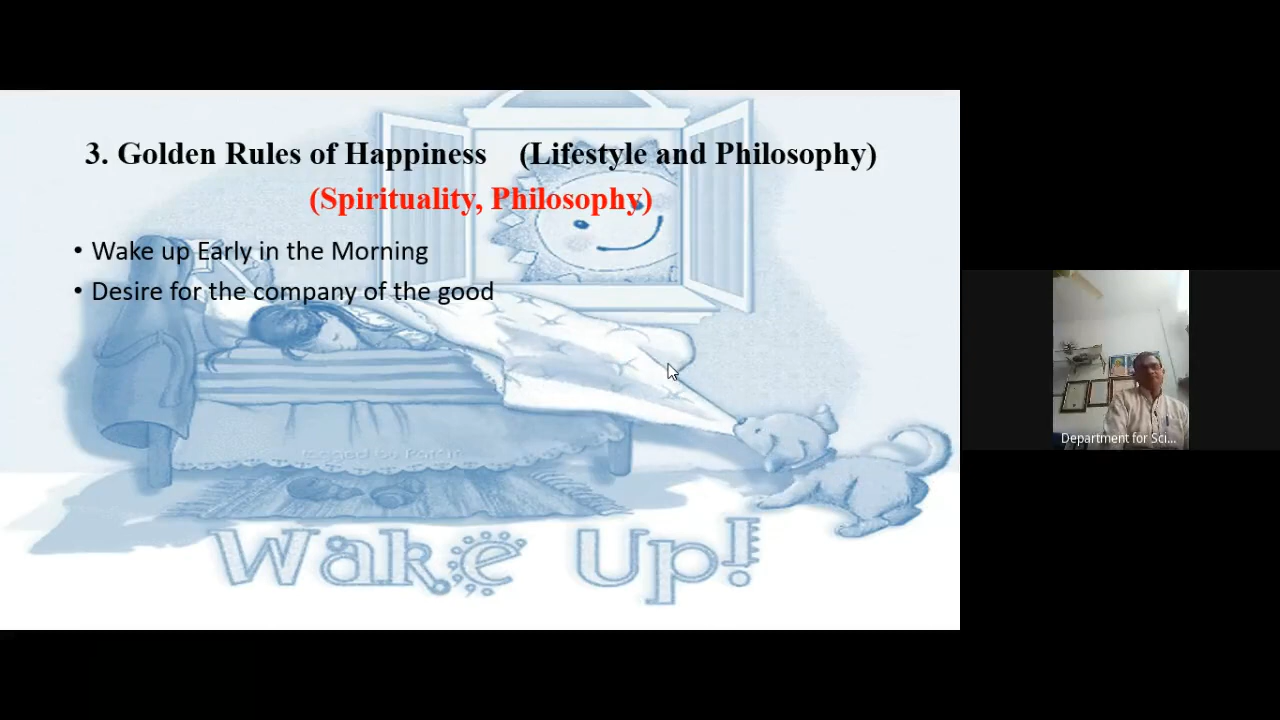 3. Golden Rules of Happiness (Lifestyle and Philosophy)
(Spirituality, Philosophy)
• Wake up Early in the Morning
• Desire for the company of the good
Wake Up!
Department for Sci...